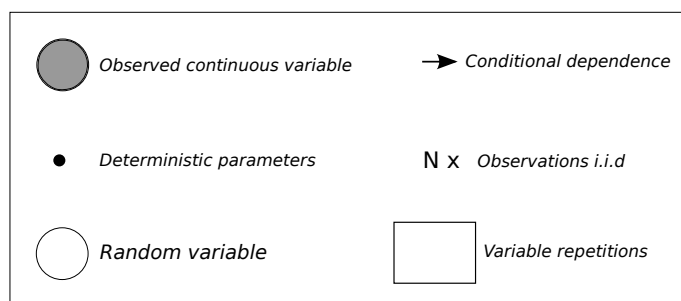 Observed continuous variable
Conditional dependence
Deterministic parameters
N x Observations i.i.d
Random variable
Variable repetitions